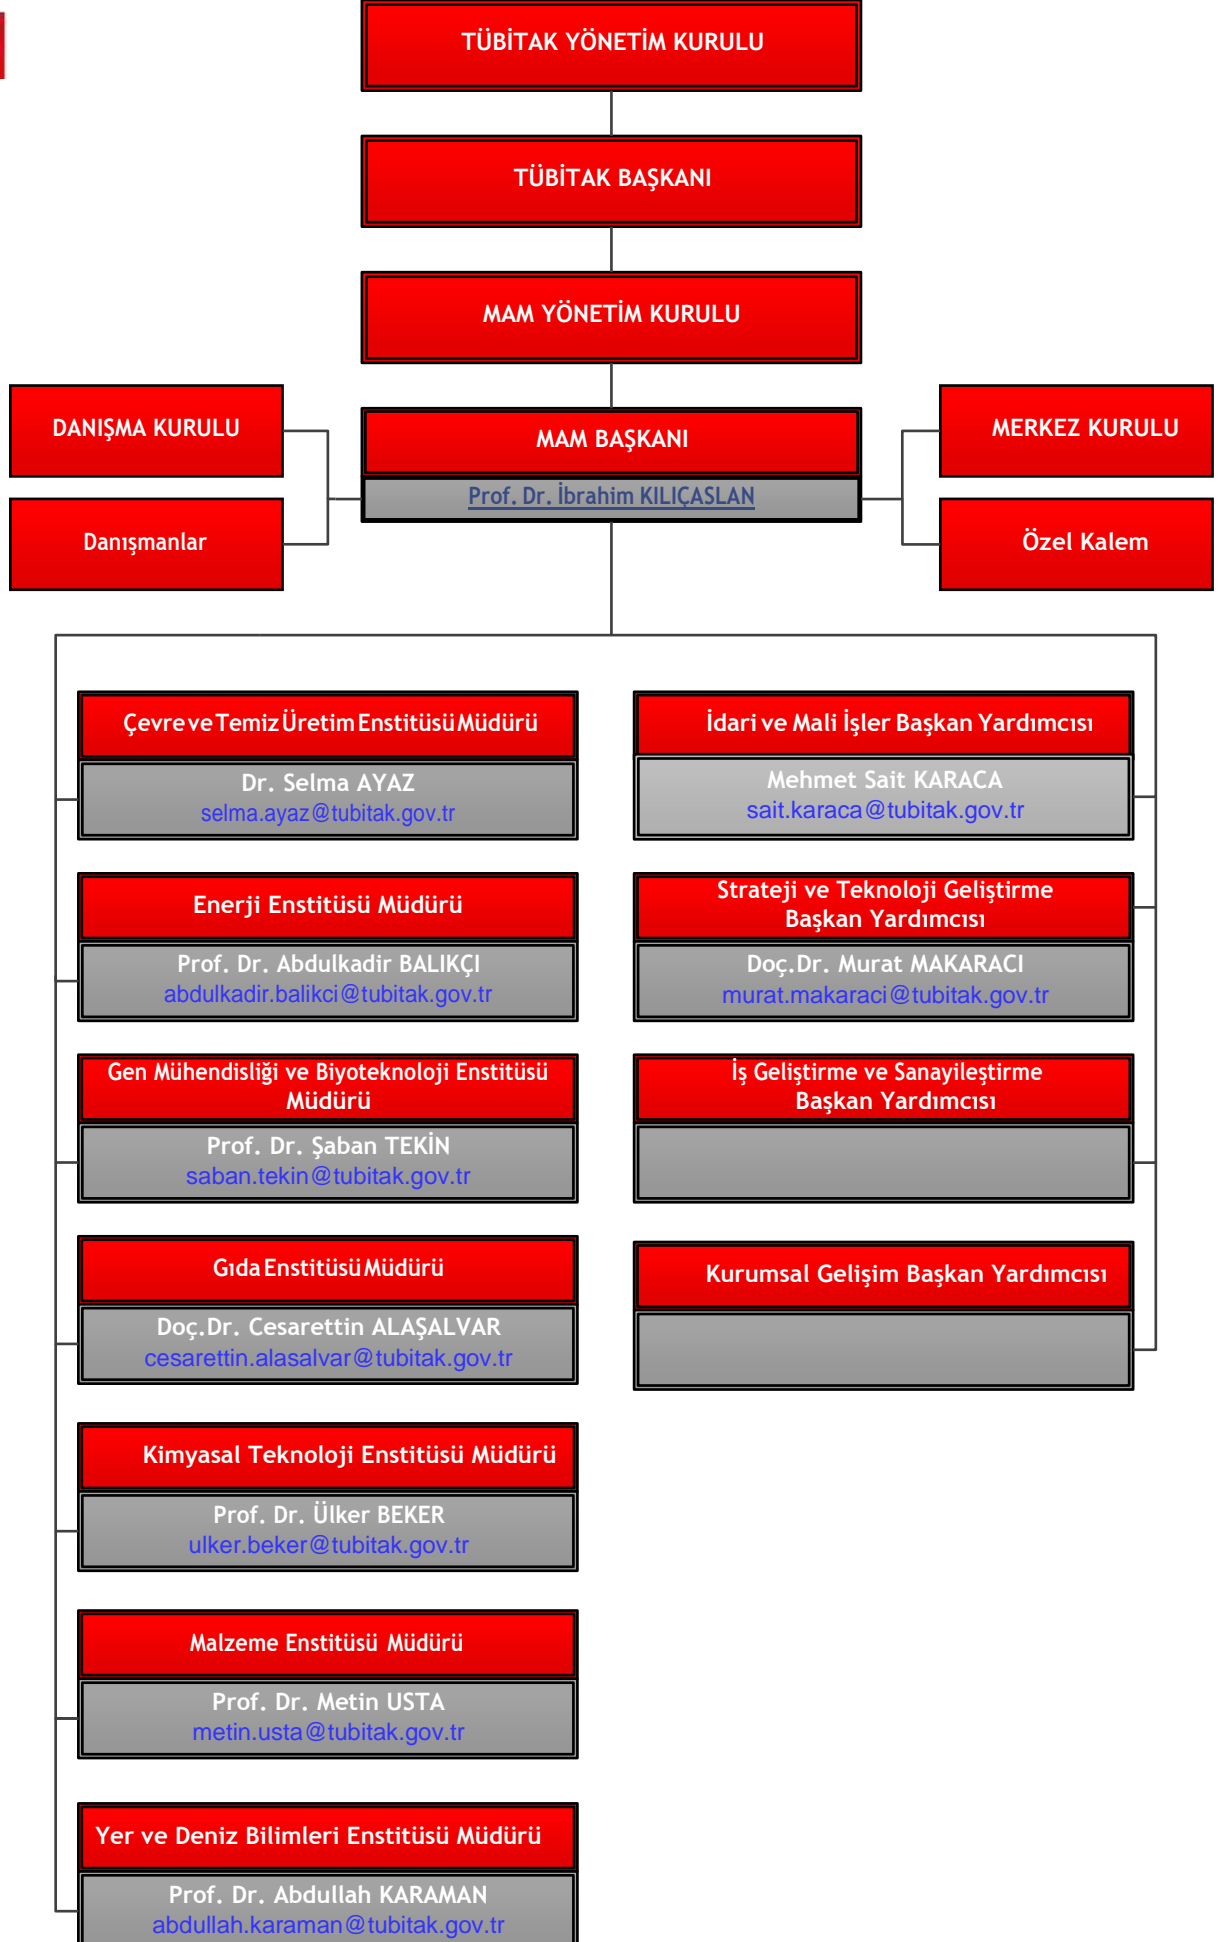 TÜBİTAK YÖNETİM KURULU
TÜBİTAK BAŞKANI
MAM YÖNETİM KURULU
DANIŞMA KURULU
MAM BAŞKANI
MERKEZ KURULU
Prof. Dr. İbrahim KILIÇASLAN
Danışmanlar
Özel Kalem
Çevre ve Temiz Üretim Enstitüsü Müdürü
Dr. Selma AYAZ
selma.ayaz@tubitak.gov.tr
Enerji Enstitüsü Müdürü
Prof. Dr. Abdulkadir BALIKÇI
abdulkadir.balikci@tubitak.gov.tr
Gen Mühendisliği ve Biyoteknoloji Enstitüsü
Müdürü
Prof. Dr. Şaban TEKİN
saban.tekin@tubitak.gov.tr
Gıda Enstitüsü Müdürü
Doç.Dr. Cesarettin ALAŞALVAR
cesarettin.alasalvar@tubitak.gov.tr
Kimyasal Teknoloji Enstitüsü Müdürü
Prof. Dr. Ülker BEKER
ulker.beker@tubitak.gov.tr
Malzeme Enstitüsü Müdürü
Prof. Dr. Metin USTA
metin.usta@tubitak.gov.tr
Yer ve Deniz Bilimleri Enstitüsü Müdürü
Prof. Dr. Abdullah KARAMAN
abdullah.karaman@tubitak.gov.tr
İdari ve Mali İşler Başkan Yardımcısı
Mehmet Sait KARACA
sait.karaca@tubitak.gov.tr
Strateji ve Teknoloji Geliştirme
Başkan Yardımcısı
Doç.Dr. Murat MAKARACI
murat.makaraci@tubitak.gov.tr
İş Geliştirme ve Sanayileştirme
Başkan Yardımcısı
Kurumsal Gelişim Başkan Yardımcısı